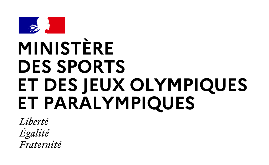 MINISTÈRE
DES SPORTS
ET DES JEUX OLYMPIQUES
ET PARALYMPIQUES
Liberté
Égalité
Fraternité